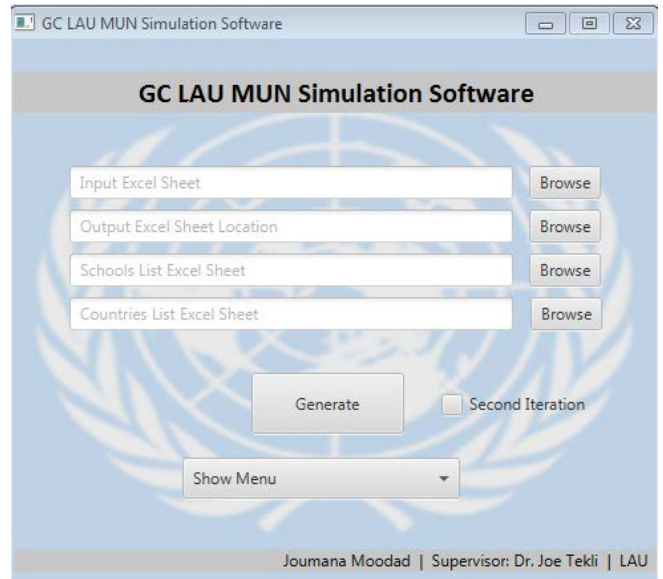 GC LAU MUN Simulation Software
GC LAU MUN Simulation Software
Input Excel Sheet Browse
Output Excel Sheet Location Browse
Schools List Excel Sheet Browse
Countries List Excel Sheet Browse
Generate Second Iteration
Show Menu
Joumana Moodad | Supervisor: Dr. Joe Tekli | LAU